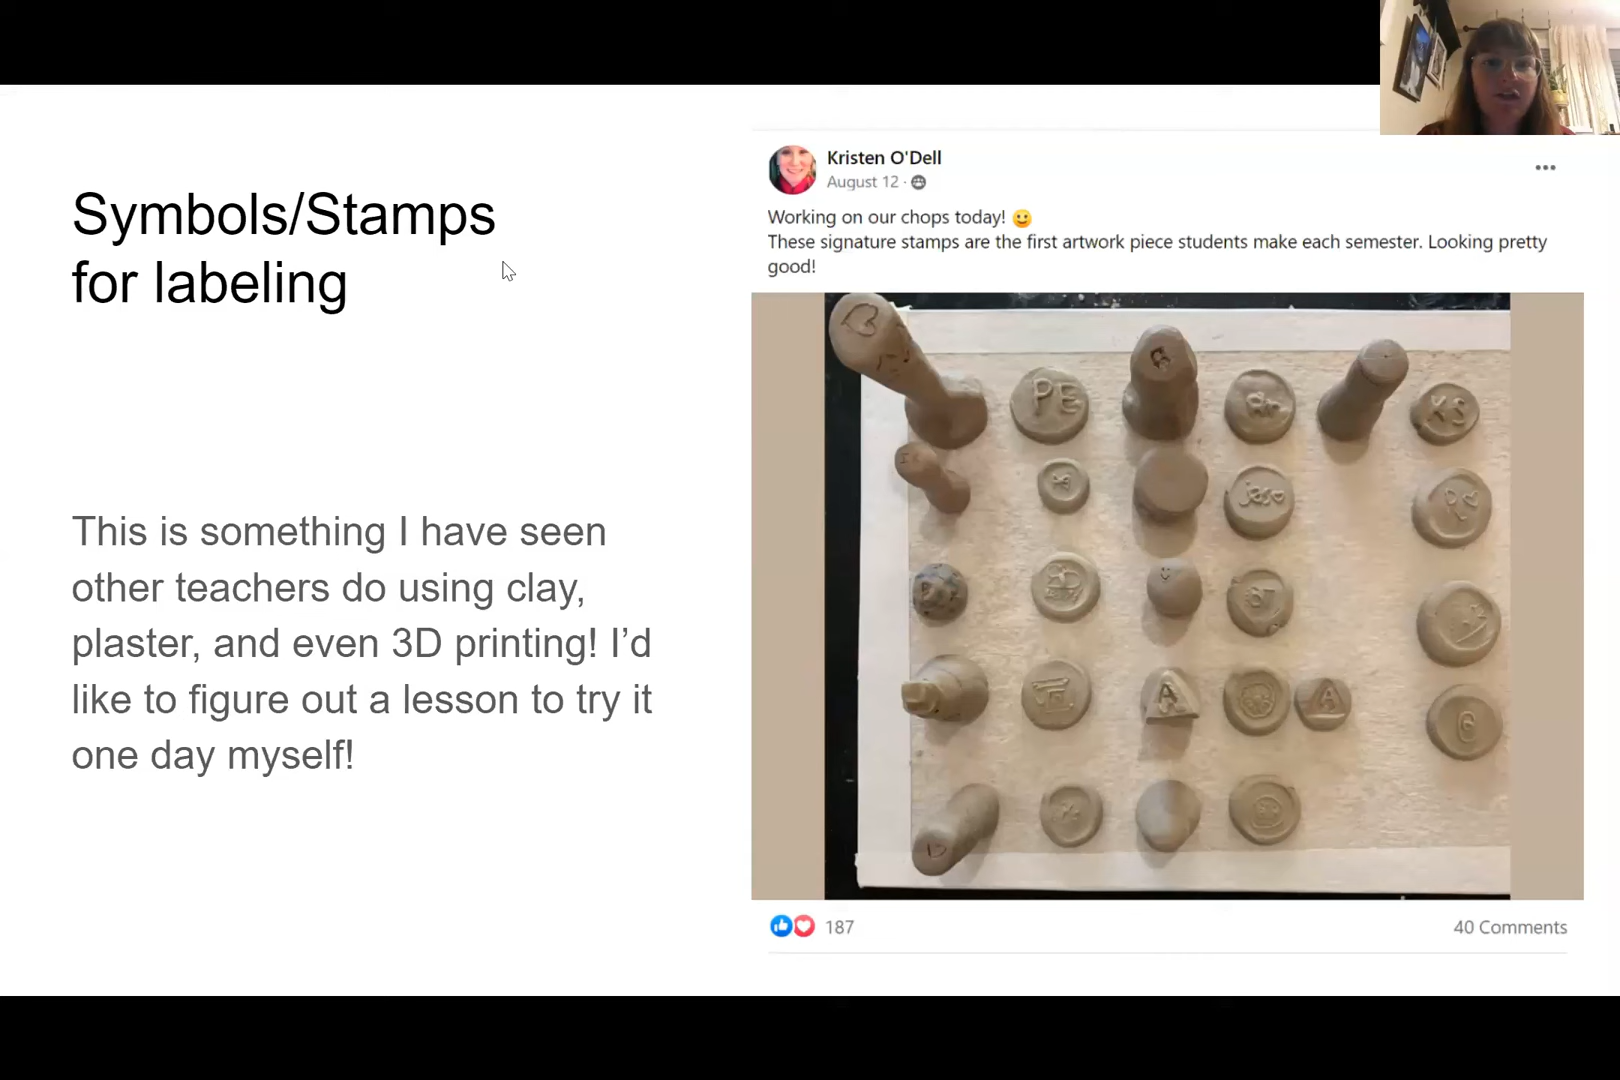 Symbols/Stamps
for labeling
This is something I have seen
other teachers do using clay,
plaster, and even 3D printing! I’d
like to figure out a lesson to try it
one day myself!
Kristen O'Dell
August 12 ·
Working on our chops today! 🙂
These signature stamps are the first artwork piece students make each semester. Looking pretty
good!
PE
KS
jaso
A
A
187
40 Comments